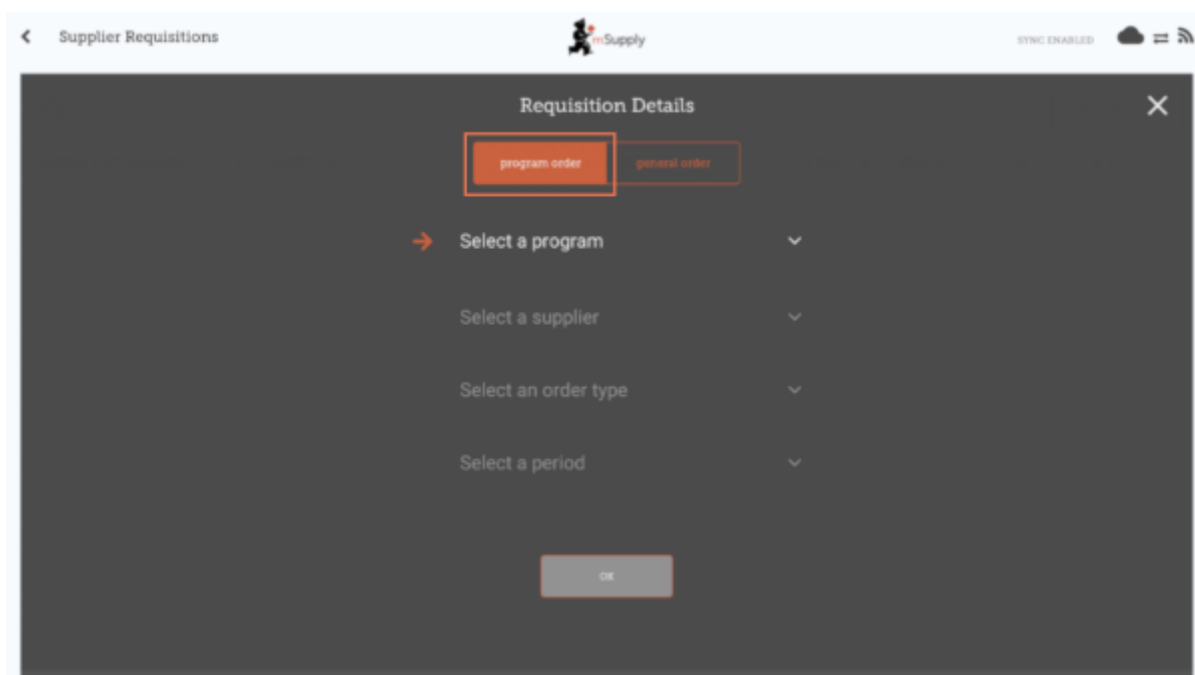 Supplier Requisitions
mSupply
SYNC ENABLED
Requisition Details
program order
general order
Select a program
Select a supplier
Select an order type
Select a period
OK